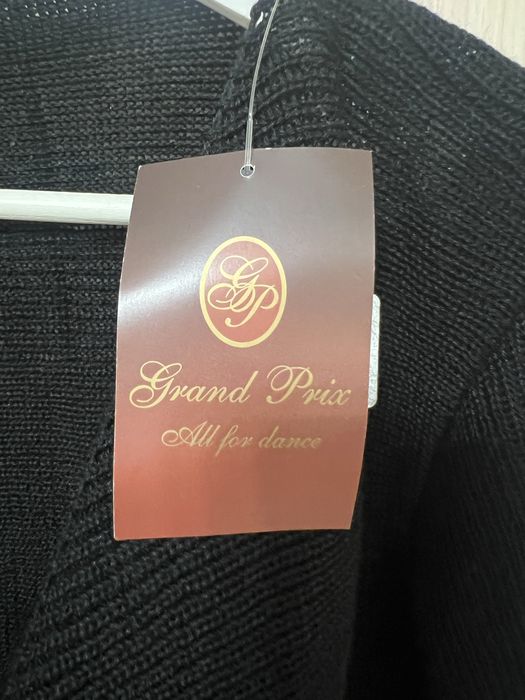 GP
Grand Prix
All for dance